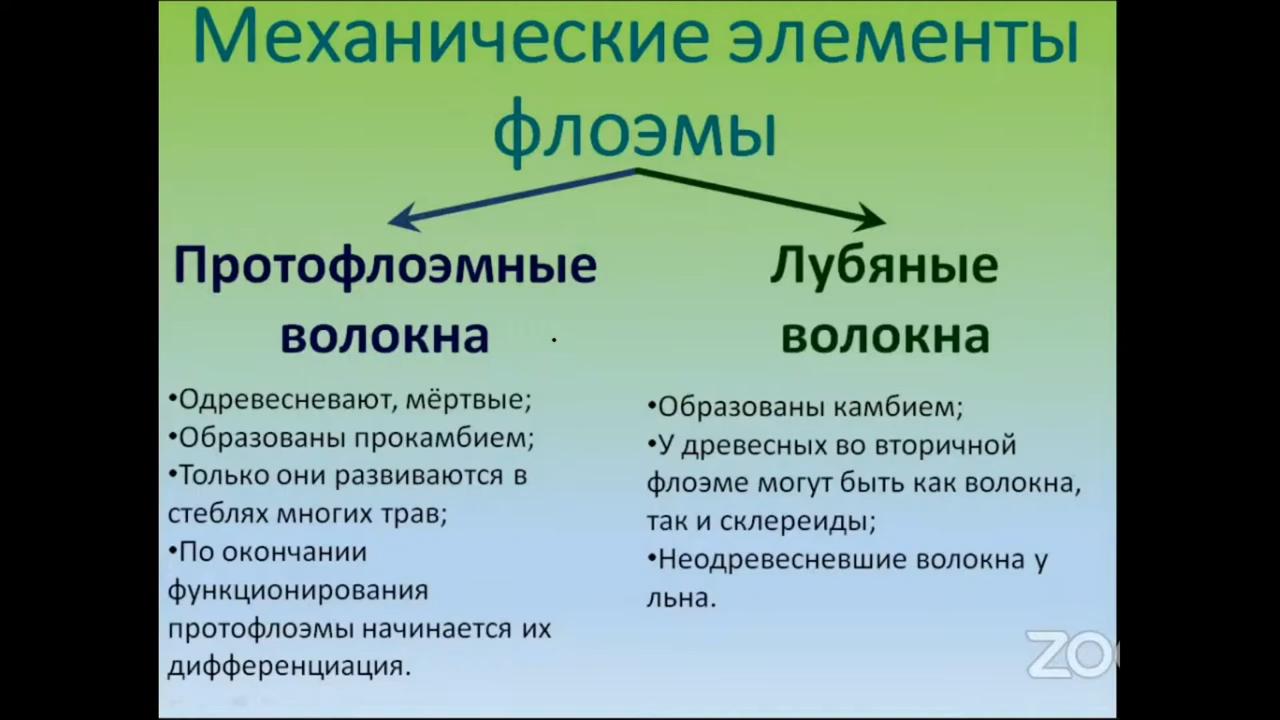 Механические элементы
флоэмы
Протофлоэмные
волокна
•Одревесневают, мёртвые;
•Образованы прокамбием;
•Только они развиваются в
стеблях многих трав;
•По окончании
функционирования
протофлоэмы начинается их
дифференциация.
Лубяные
волокна
•Образованы камбием;
•У древесных во вторичной
флоэме могут быть как волокна,
так и склереиды;
•Неодревесневшие волокна у
льна.